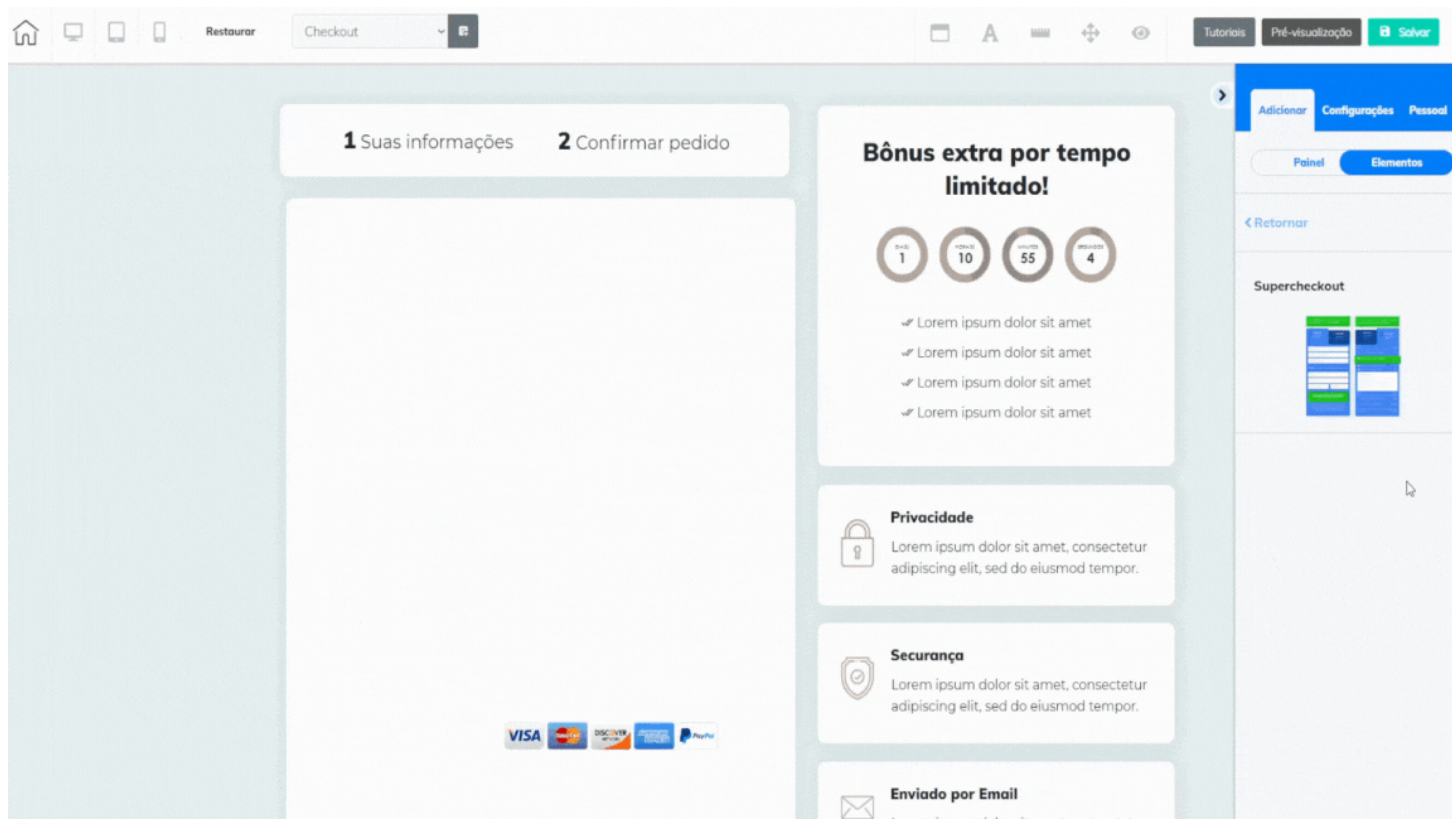 Restaurar
Checkout
A
Tutoriais
Pré-visualização
Salvar
Adicionar
Configurações
Pessoal
Painel
Elementos
Retornar
Supercheckout
1 Suas informações
2 Confirmar pedido
VISA
DISCOVER
PayPal
Bônus extra por tempo
limitado!
1
10
55
4
Lorem ipsum dolor sit amet
Lorem ipsum dolor sit amet
Lorem ipsum dolor sit amet
Lorem ipsum dolor sit amet
Privacidade
Lorem ipsum dolor sit amet, consectetur
adipiscing elit, sed do eiusmod tempor.
Securança
Lorem ipsum dolor sit amet, consectetur
adipiscing elit, sed do eiusmod tempor.
Enviado por Email